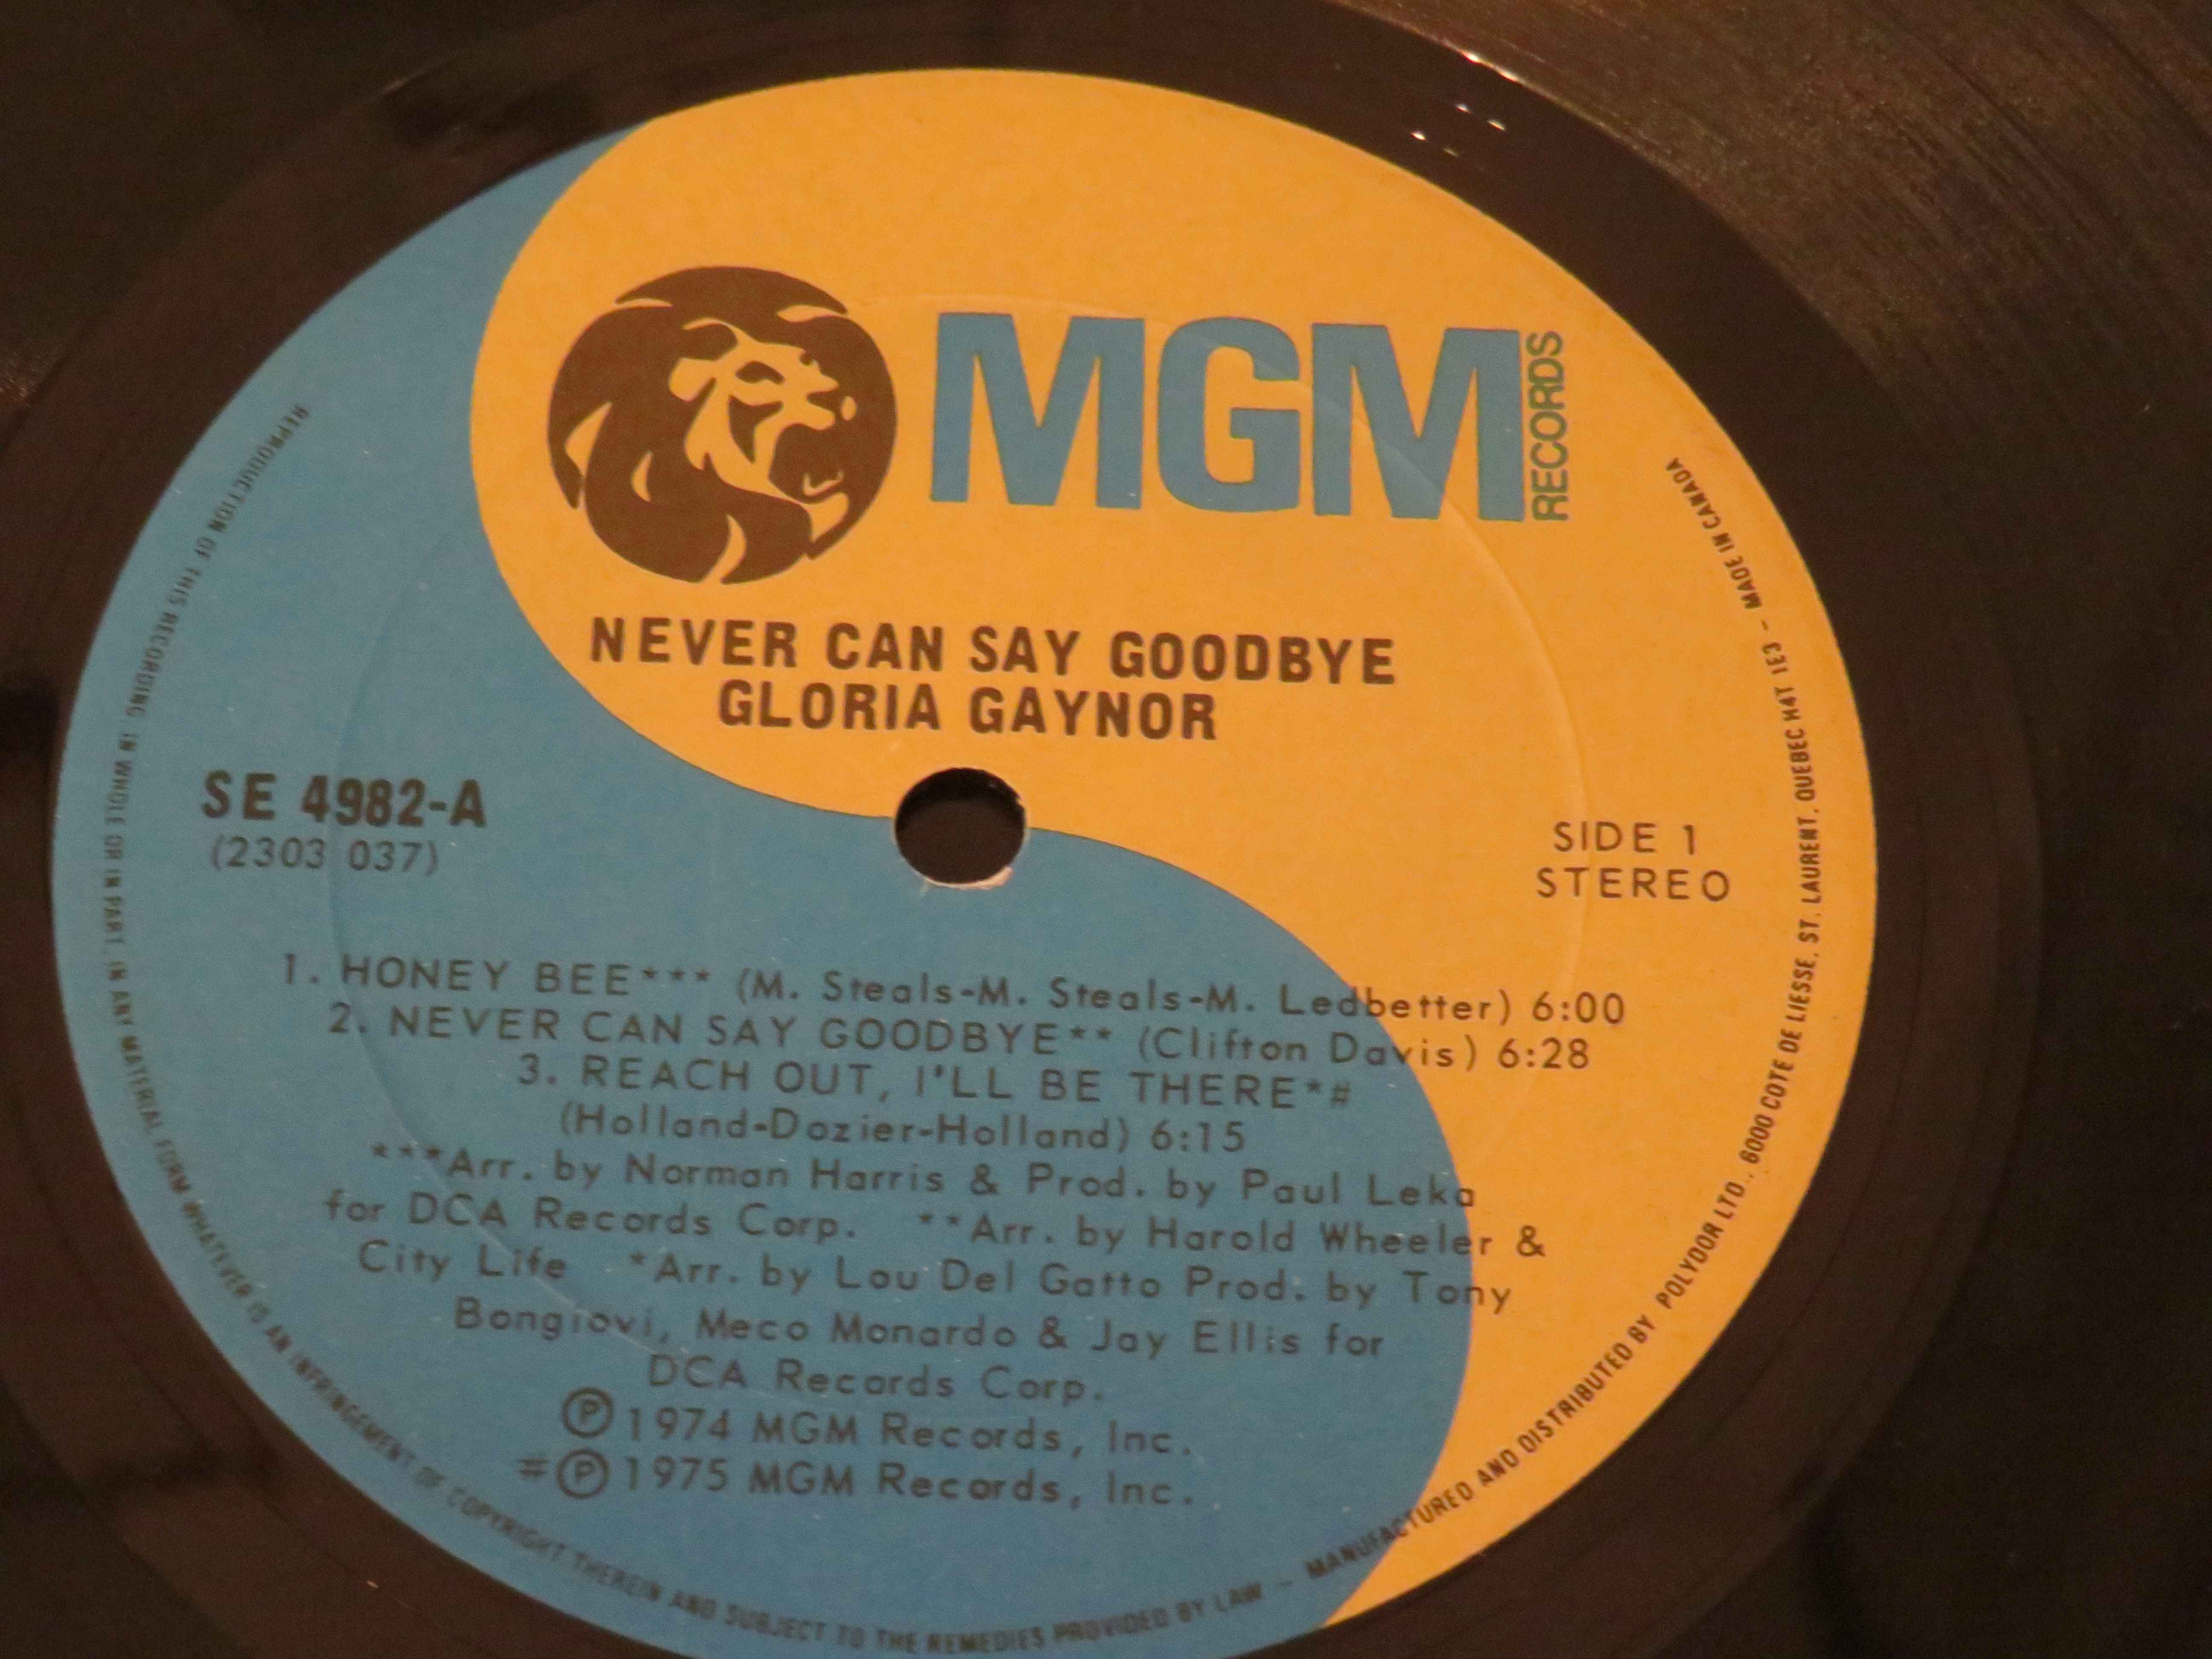 MGM RECORDS
NEVER CAN SAY GOODBYE
GLORIA GAYNOR
SE 4982-A
(2303 037)
SIDE 1
STEREO
1. HONEY BEE*** (M. Steals-M. Steals-M. Ledbetter) 6:00
2. NEVER CAN SAY GOODBYE** (Clifton Davis) 6:28
3. REACH OUT, I'LL BE THERE*#
(Holland-Dozier-Holland) 6:15
***Arr. by Norman Harris & Prod. by Paul Leka
for DCA Records Corp. **Arr. by Harold Wheeler &
City Life *Arr. by Lou Del Gatto Prod. by Tony
Bongiovi, Meco Monardo & Jay Ellis for
DCA Records Corp.
Ⓟ 1974 MGM Records, Inc.
#Ⓟ 1975 MGM Records, Inc.
REPRODUCTION OF THIS RECORDING, IN WHOLE OR IN PART, IN ANY MATERIAL FORM WHATEVER IS AN INFRINGEMENT OF COPYRIGHT THEREIN AND SUBJECT TO THE REMEDIES PROVIDED BY LAW – MANUFACTURED AND DISTRIBUTED BY POLYDOR LTD., 6000 COTE DE LIESSE, ST. LAURENT, QUEBEC H4T 1E3 – MADE IN CANADA